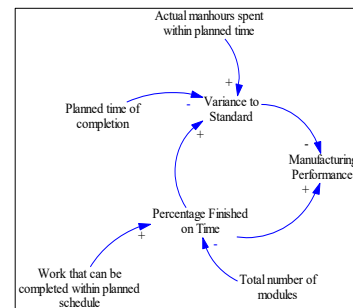 Actual manhours spent
within planned time
+
-
Planned time of
completion
Variance to
Standard
+
-
Manufacturing
Performance
+
Percentage Finished
on Time
-
+
Work that can be
completed within planned
schedule
Total number of
modules